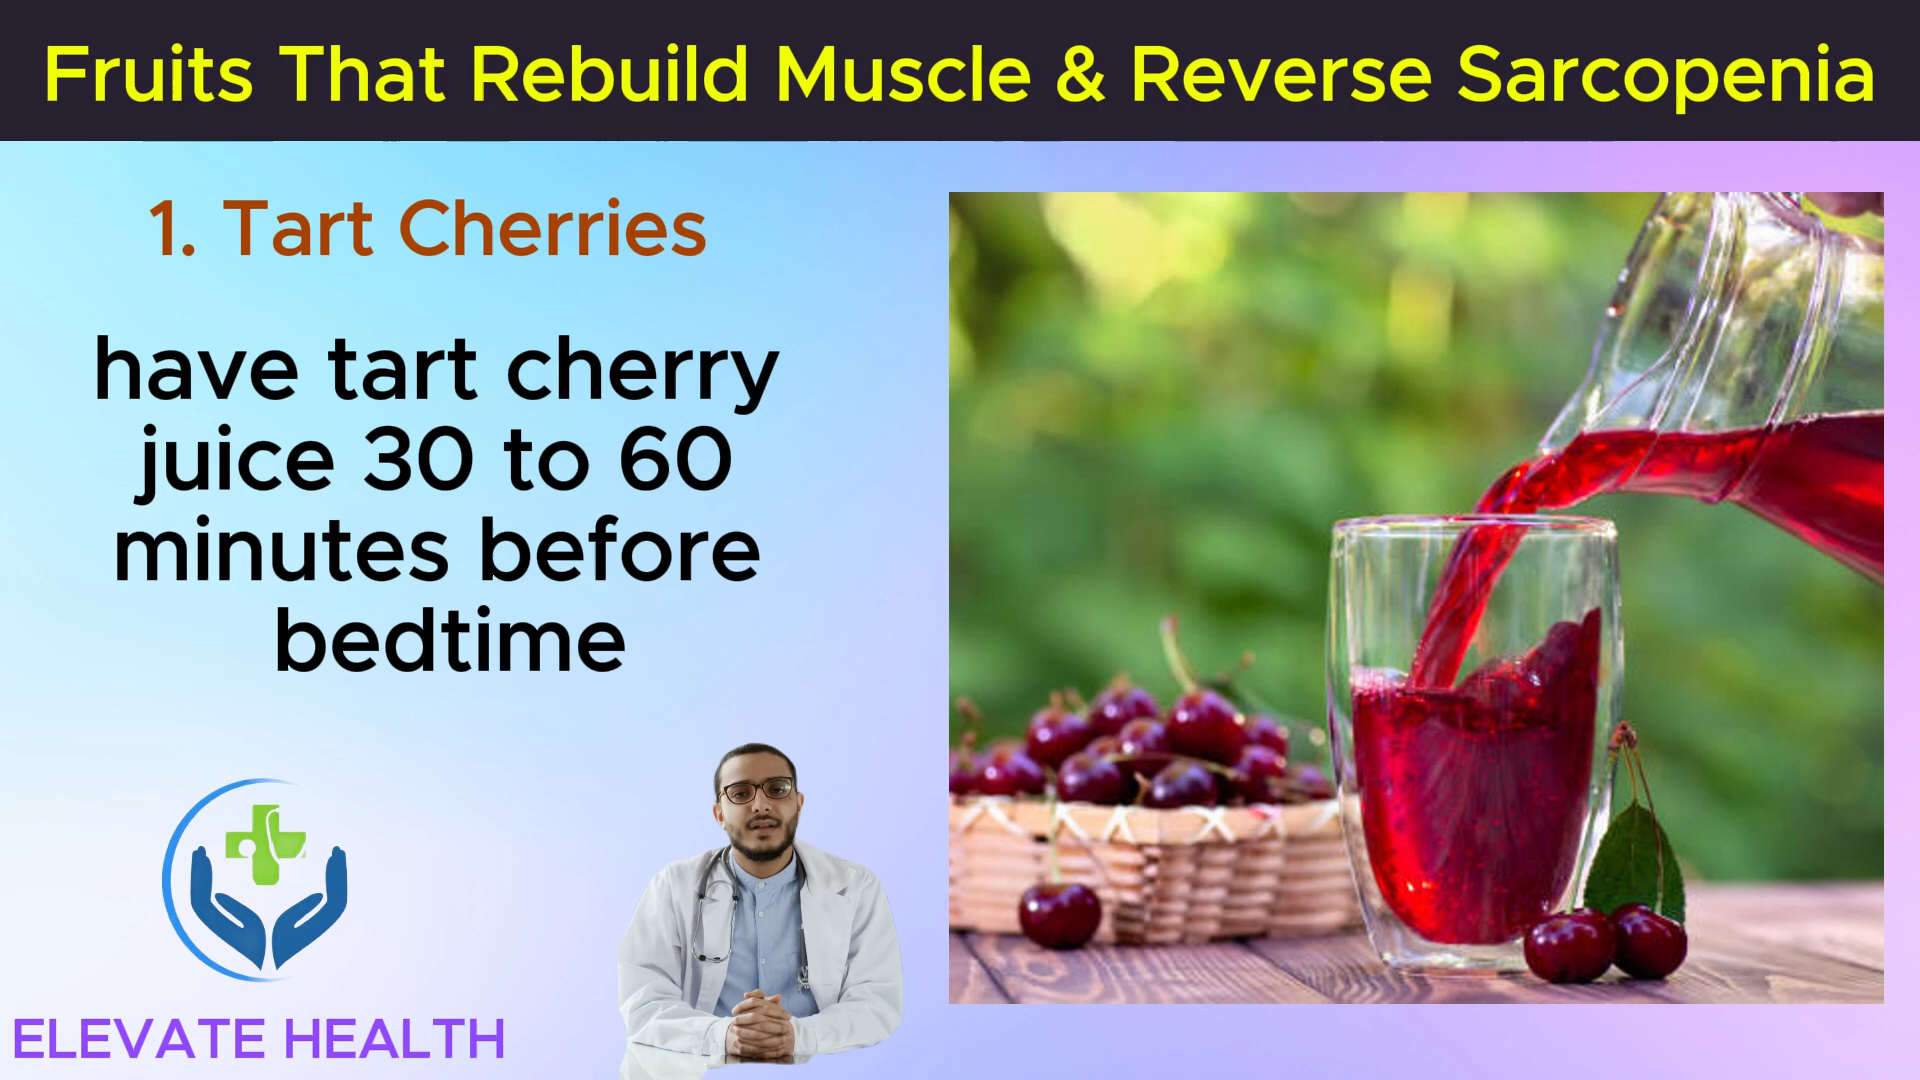 Fruits That Rebuild Muscle & Reverse Sarcopenia
1. Tart Cherries
have tart cherry
juice 30 to 60
minutes before
bedtime
ELEVATE HEALTH